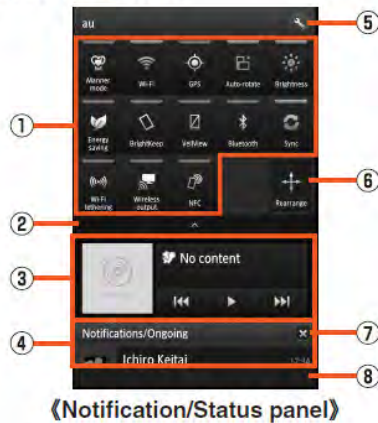 au
⑤
Manner mode
Wi-Fi
GPS
Auto-rotate
Brightness
①
Energy saving
BrightKeep
VeilView
Bluetooth
Sync
Wi-Fi tethering
Wireless output
NFC
Rearrange
⑥
②
③
No content
Notifications/Ongoing
⑦
④
Ichiro Keitai
⑧
《Notification/Status panel》